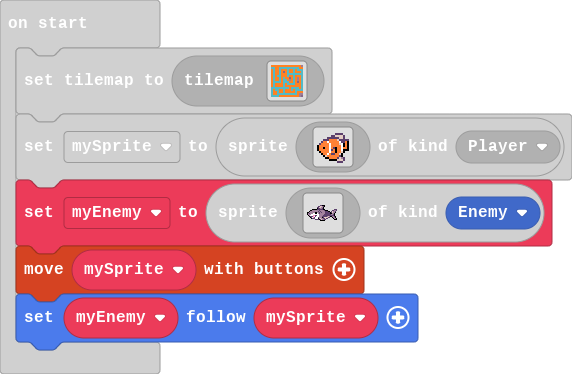 on start
set tilemap to tilemap
set mySprite to sprite of kind Player
set myEnemy to sprite of kind Enemy
move mySprite with buttons
set myEnemy follow mySprite